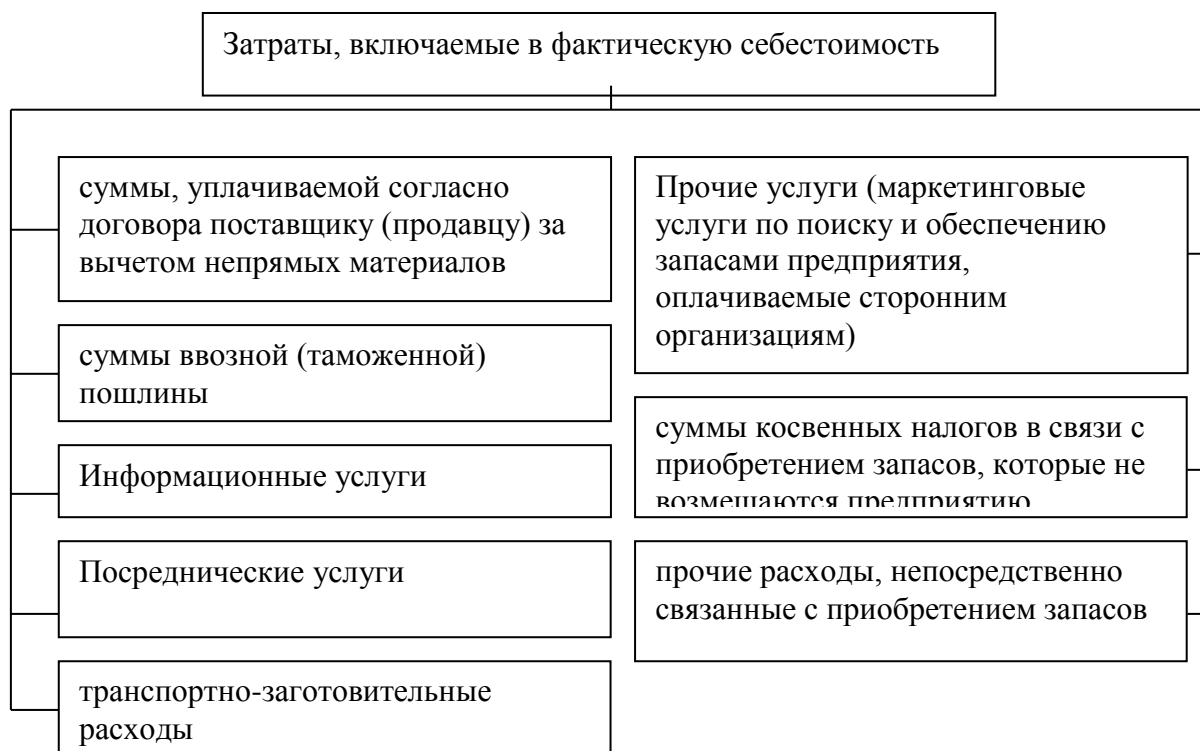 Затраты, включаемые в фактическую себестоимость
суммы, уплачиваемой согласно
договора поставщику (продавцу) за
вычетом непрямых материалов
суммы ввозной (таможенной)
пошлины
Информационные услуги
Посреднические услуги
транспортно-заготовительные
расходы
Прочие услуги (маркетинговые
услуги по поиску и обеспечению
запасами предприятия,
оплачиваемые сторонним
организациям)
суммы косвенных налогов в связи с
приобретением запасов, которые не
возмещаются предприятию
прочие расходы, непосредственно
связанные с приобретением запасов